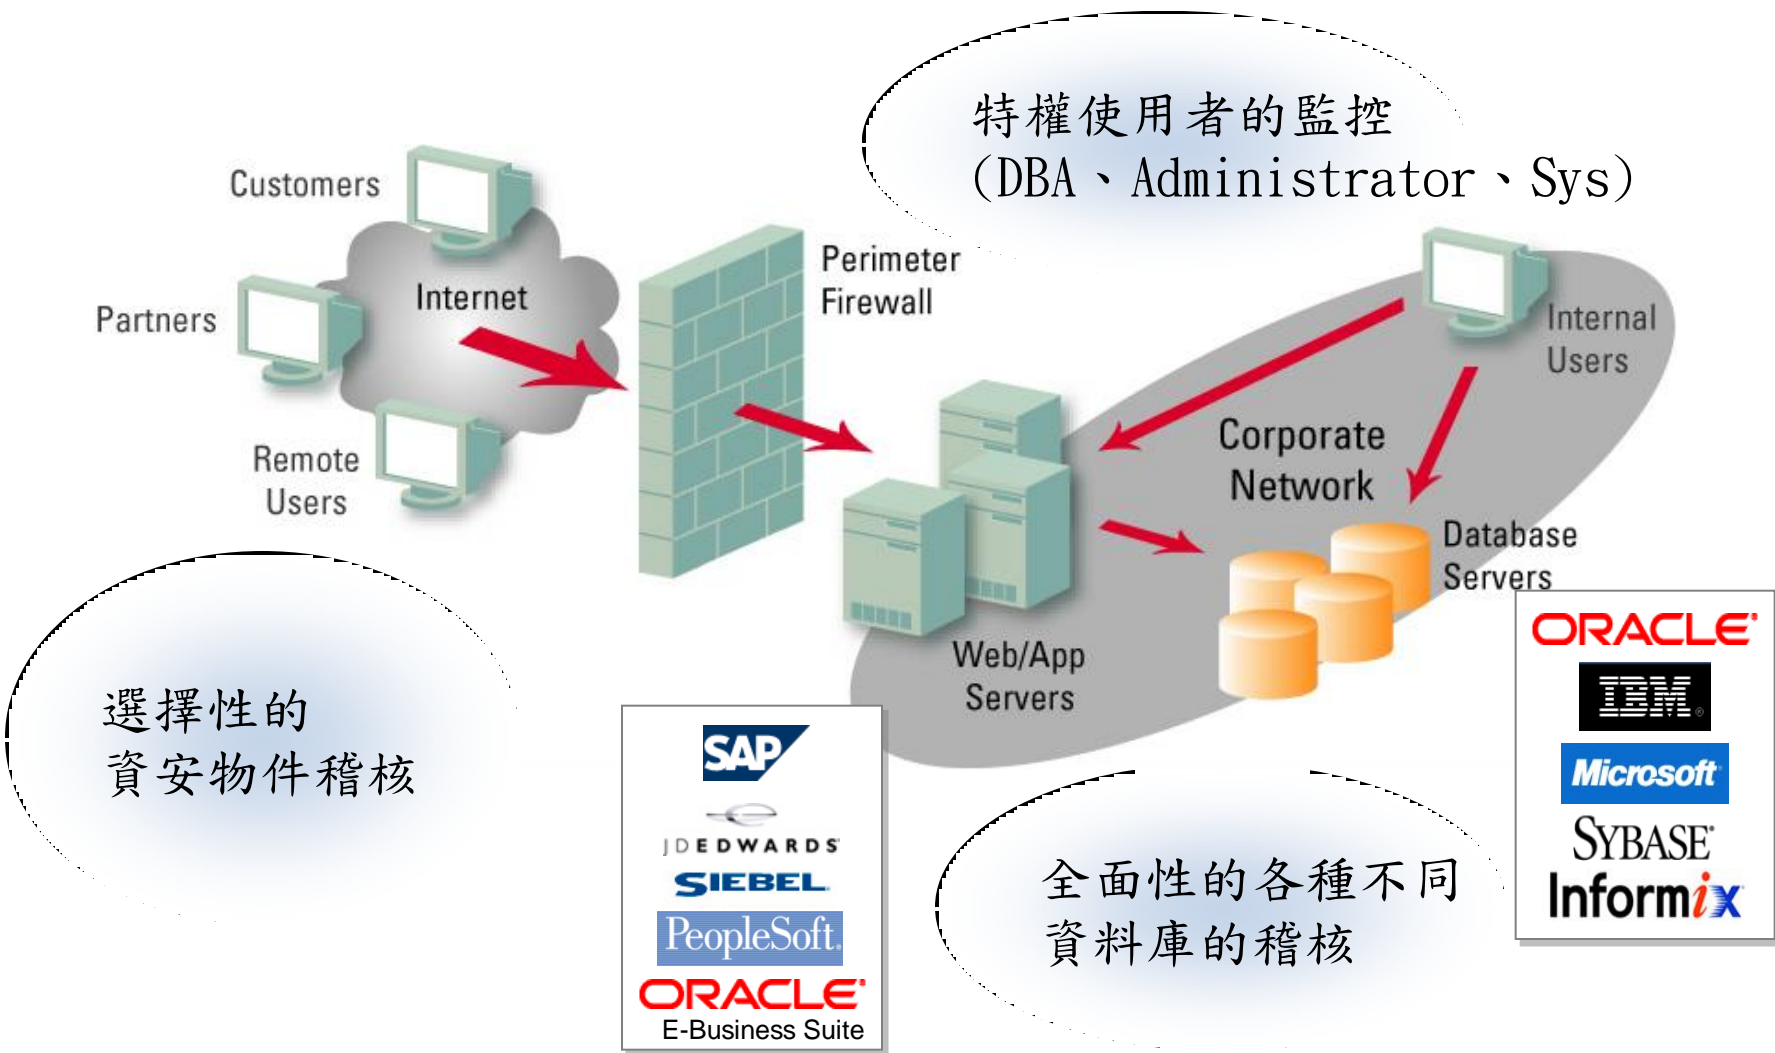 特權使用者的監控
(DBA、Administrator、Sys)
Customers
Partners
Internet
Remote
Users
Perimeter
Firewall
Internal
Users
Corporate
Network
Database
Servers
Web/App
Servers
選擇性的
資安物件稽核
SAP
JDEDWARDS
SIEBEL
PeopleSoft.
ORACLE
E-Business Suite
全面性的各種不同
資料庫的稽核
ORACLE
IBM®
Microsoft
SYBASE
Informix